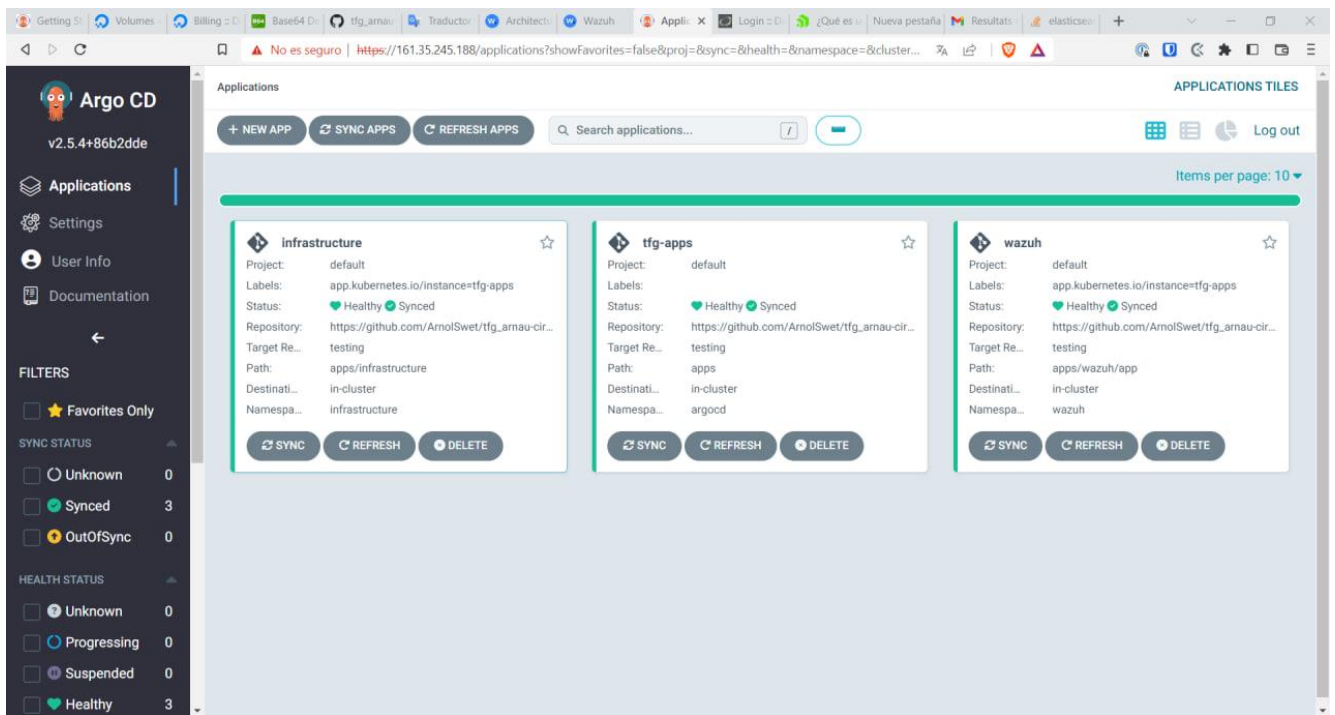 Getting St
Volumes
Billing :: D
Base64 D
tfg_arnau
Traductor
Architectu
Wazuh
Applic
Login :: D
¿Qué es u
Nueva pestaña
Resultats
elasticsea
No es seguro | https://161.35.245.188/applications?showFavorites=false&proj=&sync=&health=&namespace=&cluster...
Argo CD
v2.5.4+86b2dde
Applications
Settings
User Info
Documentation
FILTERS
Favorites Only
SYNC STATUS
Unknown 0
Synced 3
OutOfSync 0
HEALTH STATUS
Unknown 0
Progressing 0
Suspended 0
Healthy 3
Applications
APPLICATIONS TILES
+ NEW APP
SYNC APPS
REFRESH APPS
Search applications... /
Log out
Items per page: 10
infrastructure
Project: default
Labels: app.kubernetes.io/instance=tfg-apps
Status: Healthy Synced
Repository: https://github.com/ArnolSwet/tfg_arnau-cir...
Target Re... testing
Path: apps/infrastructure
Destinati... in-cluster
Namespa... infrastructure
SYNC REFRESH DELETE
tfg-apps
Project: default
Labels:
Status: Healthy Synced
Repository: https://github.com/ArnolSwet/tfg_arnau-cir...
Target Re... testing
Path: apps
Destinati... in-cluster
Namespa... argocd
SYNC REFRESH DELETE
wazuh
Project: default
Labels: app.kubernetes.io/instance=tfg-apps
Status: Healthy Synced
Repository: https://github.com/ArnolSwet/tfg_arnau-cir...
Target Re... testing
Path: apps/wazuh/app
Destinati... in-cluster
Namespa... wazuh
SYNC REFRESH DELETE